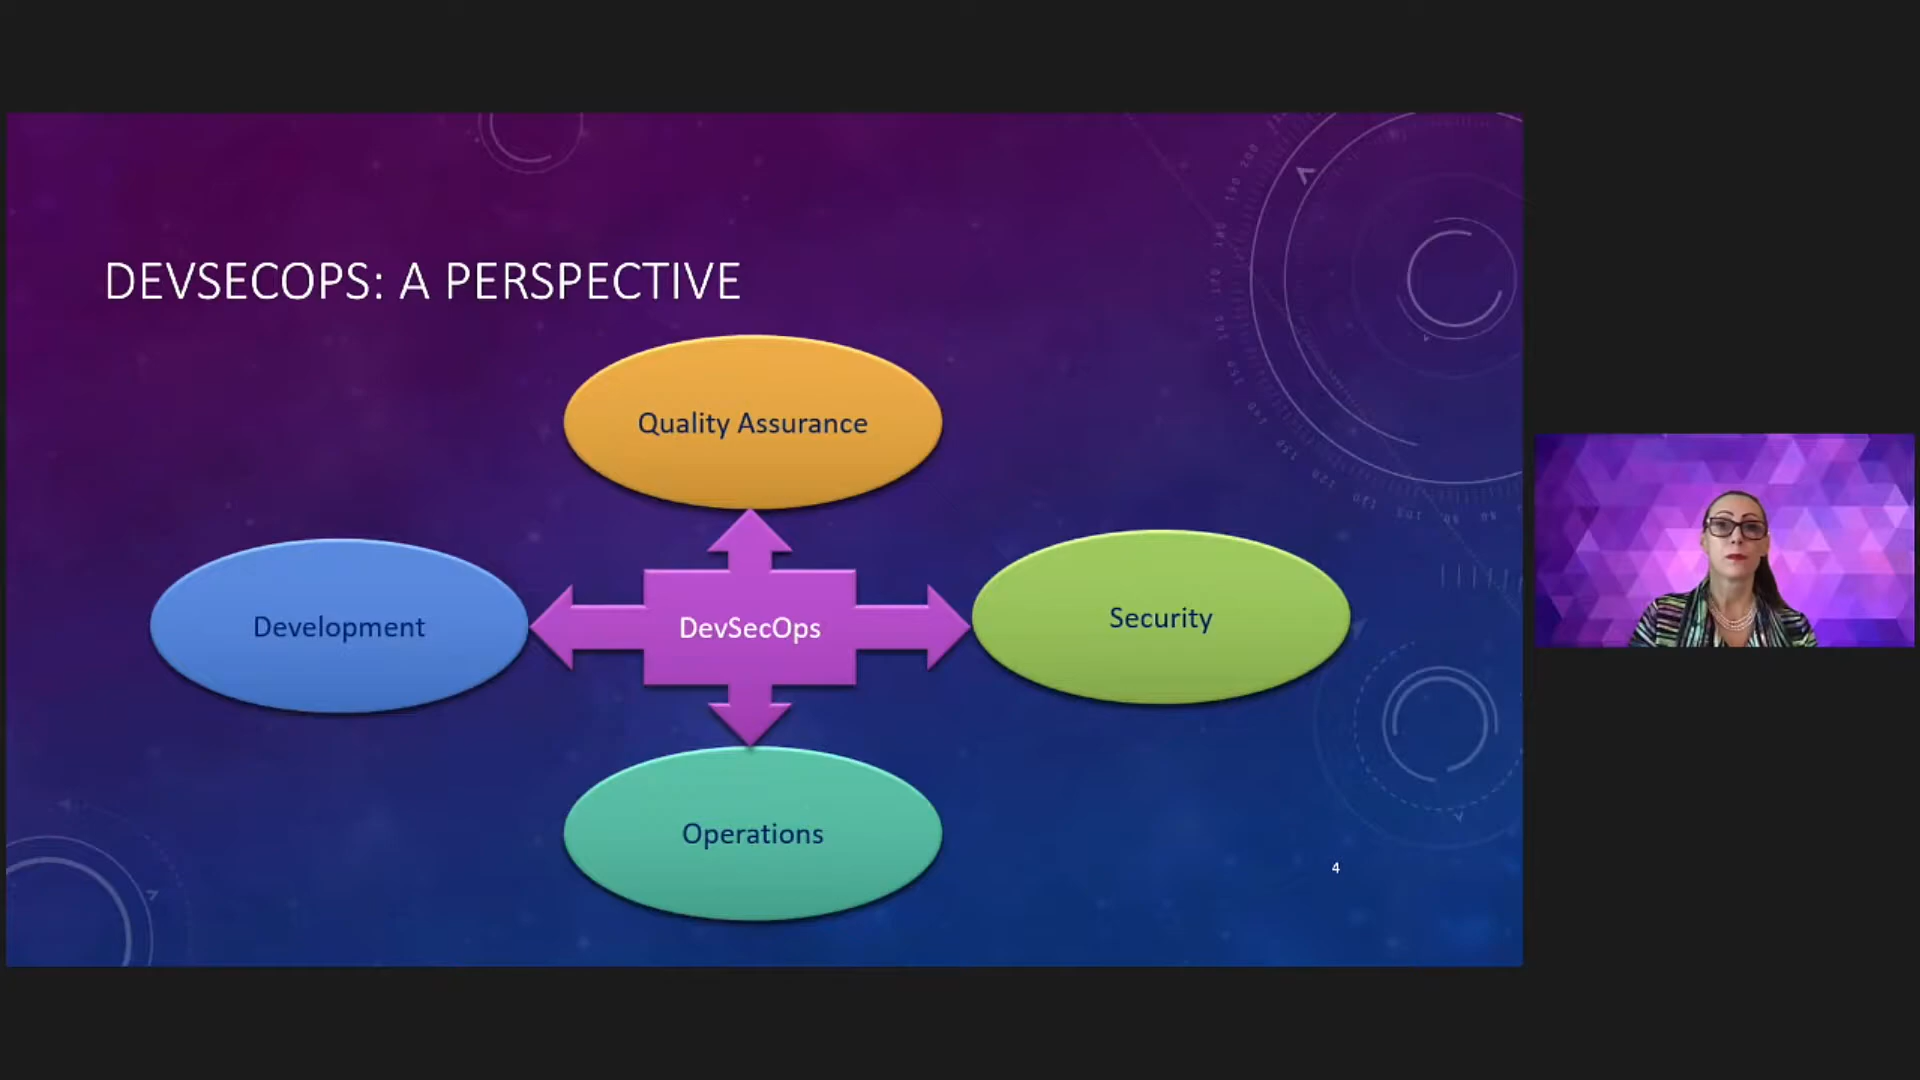 DEVSECOPS: A PERSPECTIVE
Quality Assurance
Development
DevSecOps
Security
Operations
4